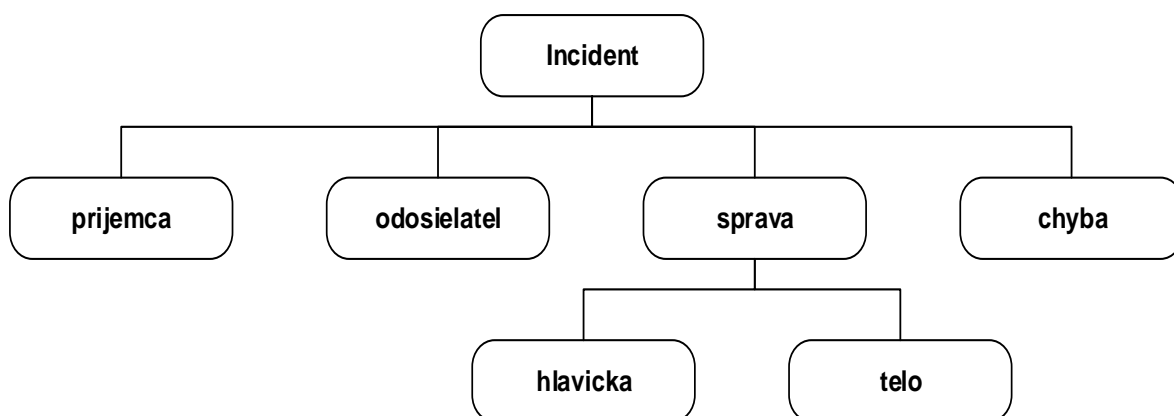 Incident
prijemca
odosielatel
sprava
chyba
hlavicka
telo